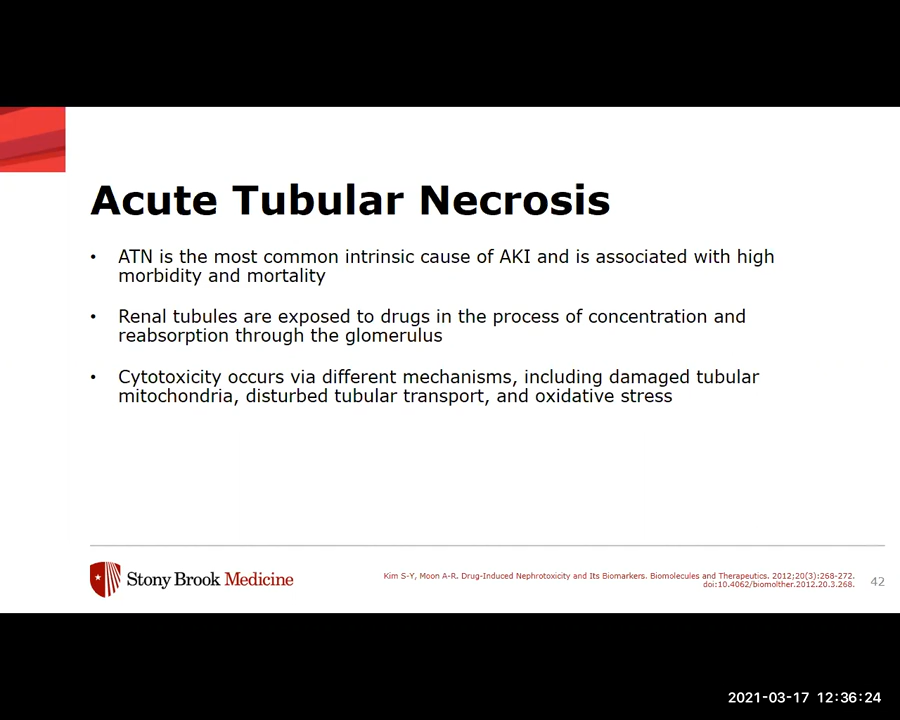 Acute Tubular Necrosis
• ATN is the most common intrinsic cause of AKI and is associated with high
morbidity and mortality
• Renal tubules are exposed to drugs in the process of concentration and
reabsorption through the glomerulus
• Cytotoxicity occurs via different mechanisms, including damaged tubular
mitochondria, disturbed tubular transport, and oxidative stress
Stony Brook Medicine
Kim S-Y, Moon A-R. Drug-Induced Nephrotoxicity and Its Biomarkers. Biomolecules and Therapeutics. 2012;20(3):268-272.
doi:10.4062/biomolther.2012.20.3.268.
42
2021-03-17 12:36:24